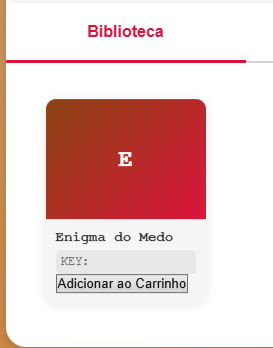 Biblioteca
E
Enigma do Medo
KEY:
Adicionar ao Carrinho